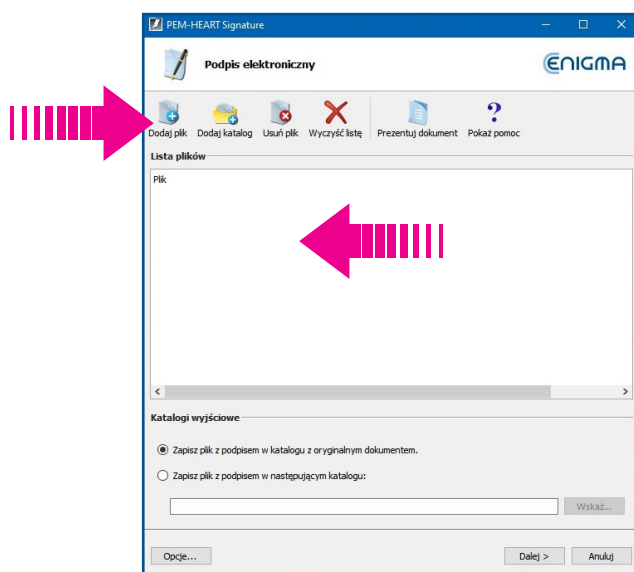 PEM-HEART Signature
Podpis elektroniczny
ENIGMA
Dodaj plik Dodaj katalog Usuń plik Wyczyść listę Prezentuj dokument Pokaż pomoc
Lista plików
Plik
Katalogi wyjściowe
Zapisz plik z podpisem w katalogu z oryginalnym dokumentem.
Zapisz plik z podpisem w następującym katalogu:
Wskaż...
Opcje... Dalej > Anuluj